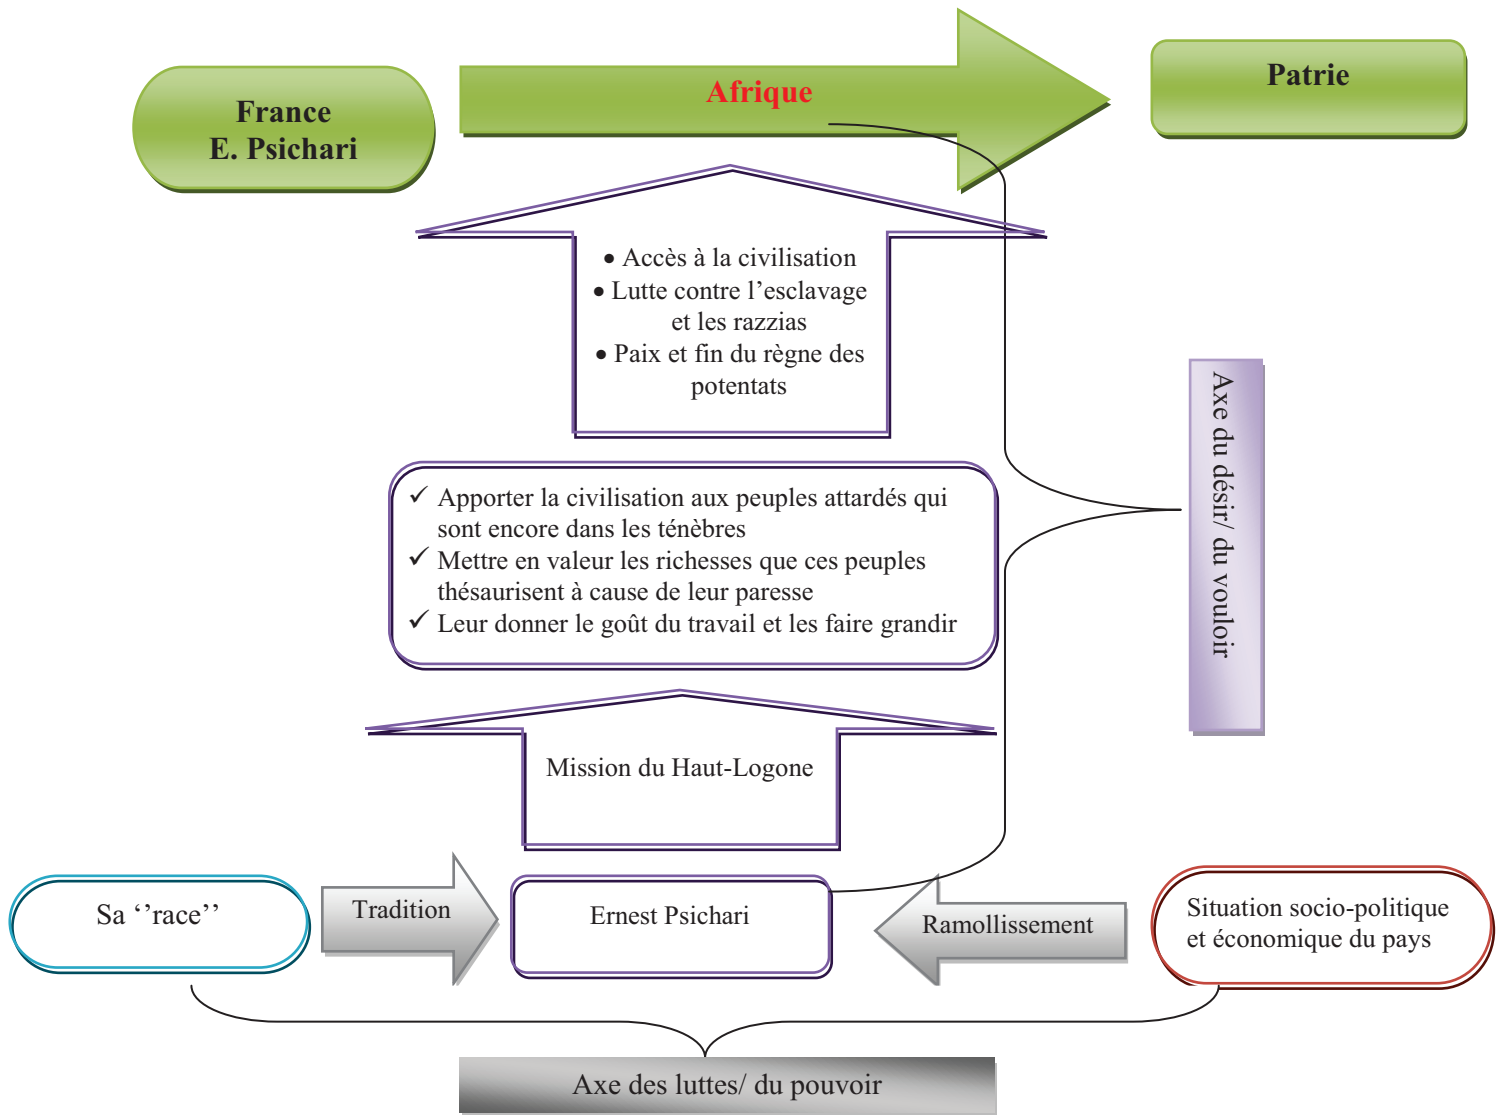 France
E. Psichari
Afrique
Patrie
• Accès à la civilisation
• Lutte contre l’esclavage
et les razzias
• Paix et fin du règne des
potentats
✓ Apporter la civilisation aux peuples attardés qui
sont encore dans les ténèbres
✓ Mettre en valeur les richesses que ces peuples
thésaurisent à cause de leur paresse
✓ Leur donner le goût du travail et les faire grandir
Axe du désir/ du vouloir
Mission du Haut-Logone
Sa ‘’race’’
Tradition
Ernest Psichari
Ramollissement
Situation socio-politique
et économique du pays
Axe des luttes/ du pouvoir